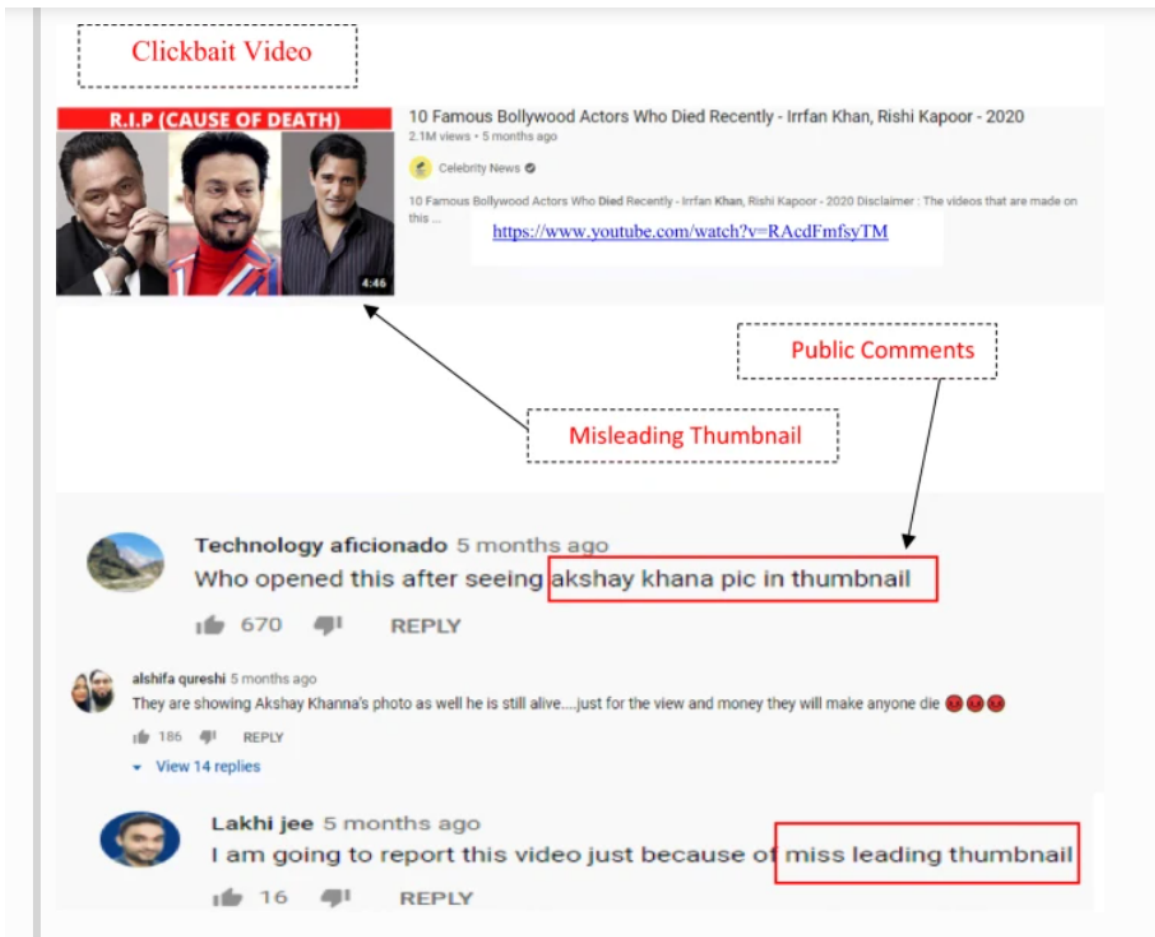 Clickbait Video
R.I.P (CAUSE OF DEATH)
4:46
10 Famous Bollywood Actors Who Died Recently - Irrfan Khan, Rishi Kapoor - 2020
2.1M views • 5 months ago
Celebrity News
10 Famous Bollywood Actors Who Died Recently - Irrfan Khan, Rishi Kapoor - 2020 Disclaimer : The videos that are made on
this ...
https://www.youtube.com/watch?v=RAcdFmfsyTM
Public Comments
Misleading Thumbnail
Technology aficionado 5 months ago
Who opened this after seeing akshay khana pic in thumbnail
670 REPLY
alshifa qureshi 5 months ago
They are showing Akshay Khanna's photo as well he is still alive....just for the view and money they will make anyone die 😡😡😡
186 REPLY
View 14 replies
Lakhi jee 5 months ago
I am going to report this video just because of miss leading thumbnail
16 REPLY